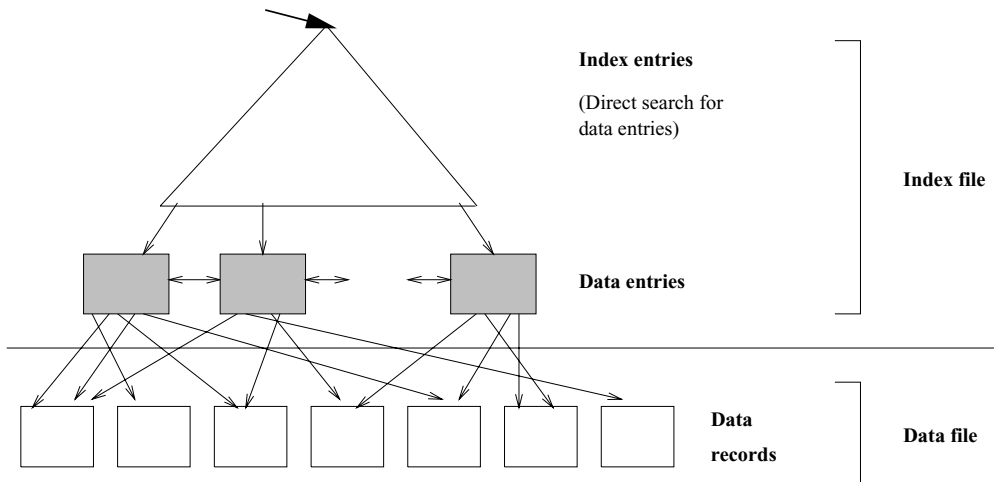 Index entries
(Direct search for
data entries)
Index file
Data entries
Data
records
Data file